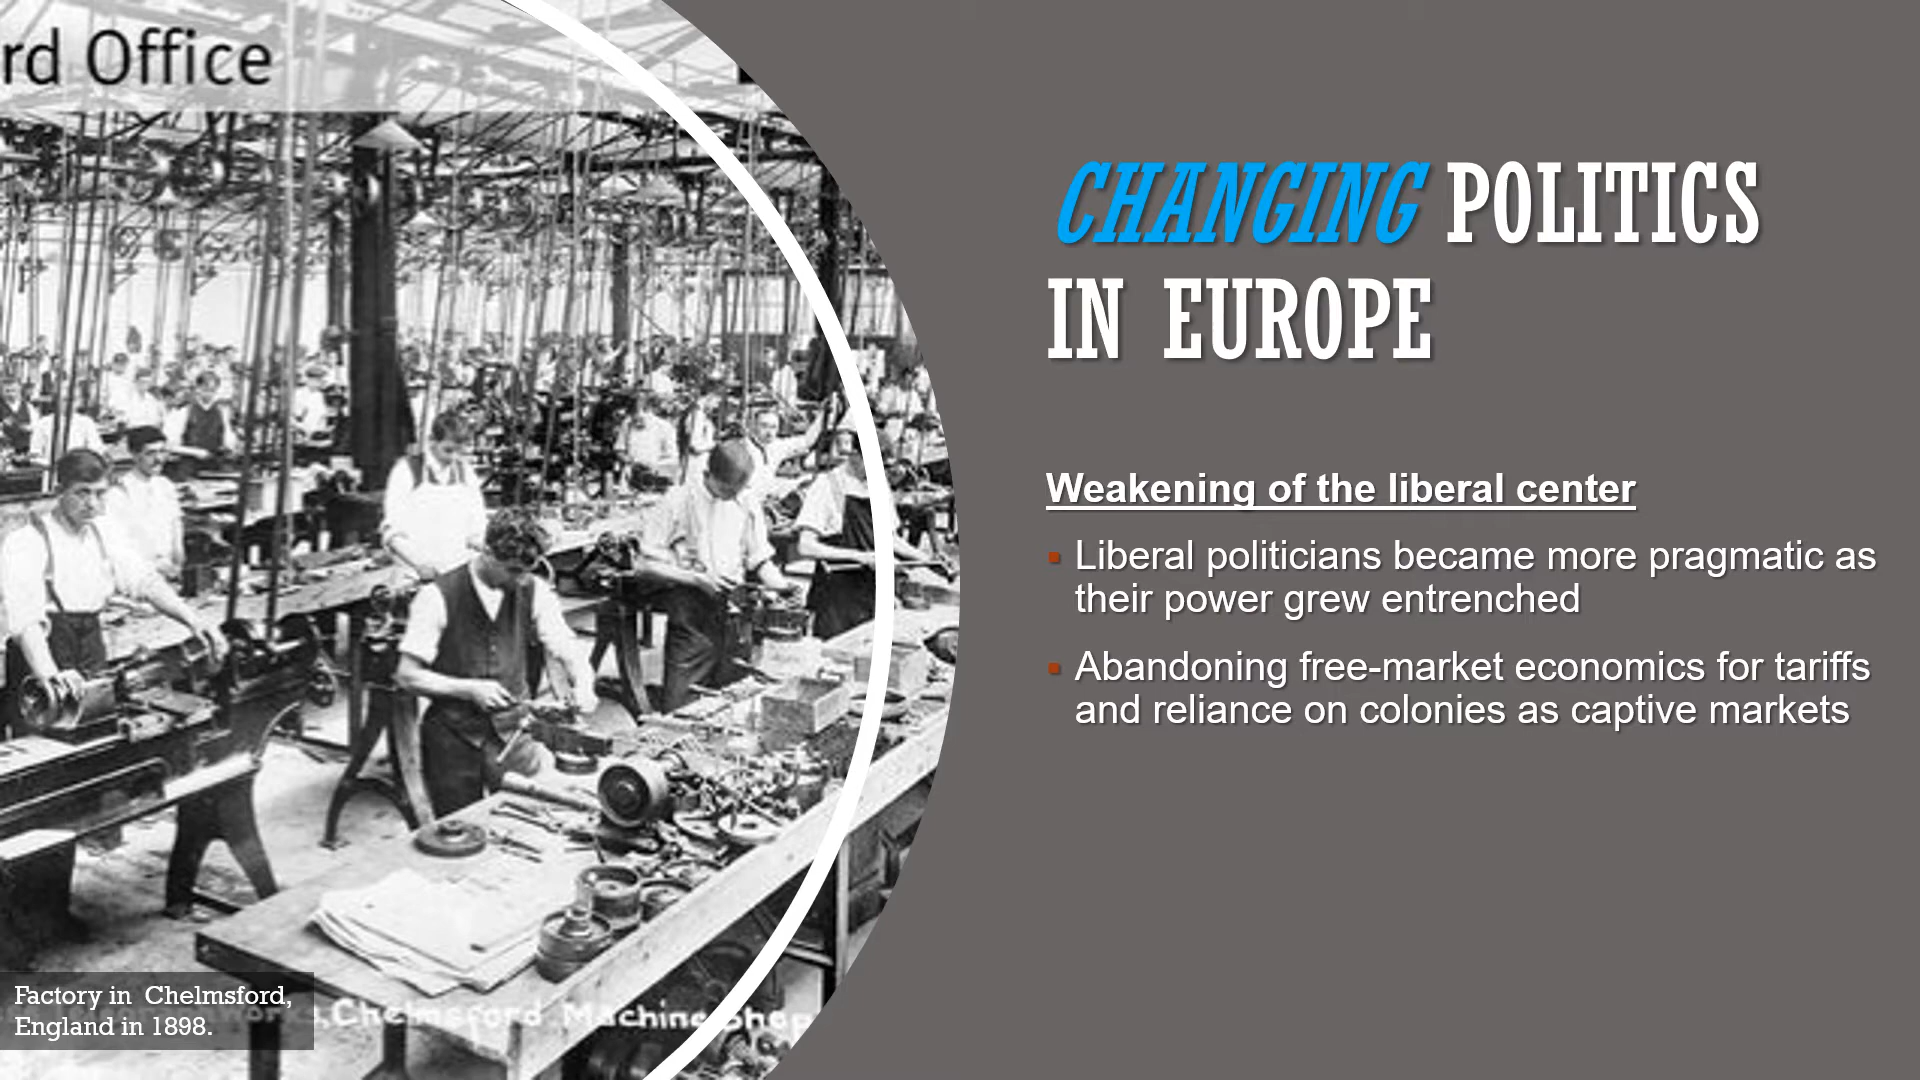 rd Office
CHANGING POLITICS
IN EUROPE
Weakening of the liberal center
▪ Liberal politicians became more pragmatic as
their power grew entrenched
▪ Abandoning free-market economics for tariffs
and reliance on colonies as captive markets
Factory in Chelmsford,
England in 1898.
Works, Chelmsford Machine Shop